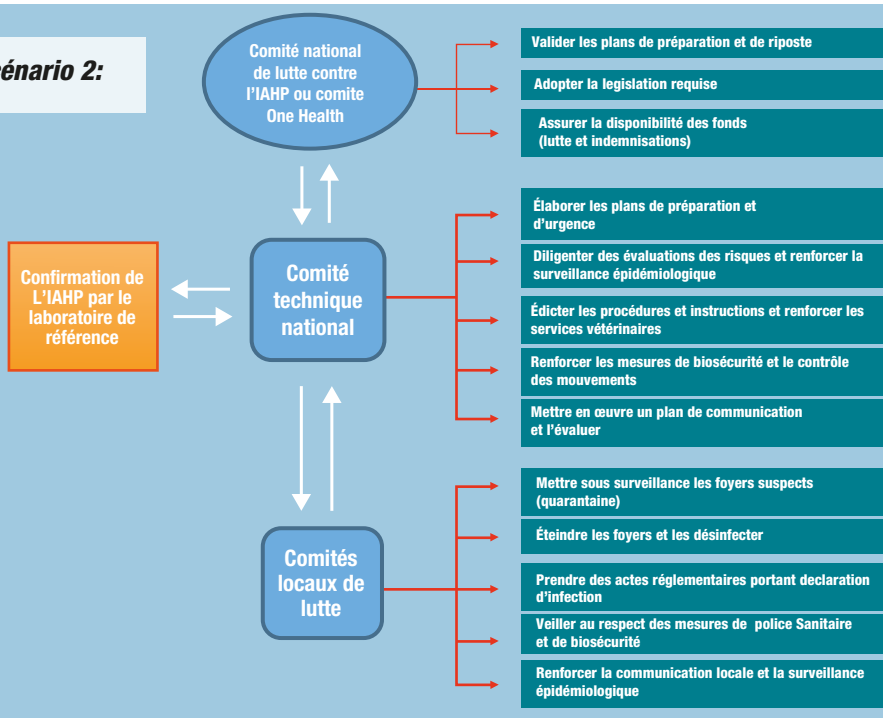 cénario 2:
Comité national
de lutte contre
l'IAHP ou comite
One Health
Valider les plans de préparation et de riposte
Adopter la legislation requise
Assurer la disponibilité des fonds
(lutte et indemnisations)
Confirmation de
L'IAHP par le
laboratoire de
référence
Comité
technique
national
Élaborer les plans de préparation et
d'urgence
Diligenter des évaluations des risques et renforcer la
surveillance épidémiologique
Édicter les procédures et instructions et renforcer les
services vétérinaires
Renforcer les mesures de biosécurité et le contrôle
des mouvements
Mettre en œuvre un plan de communication
et l'évaluer
Comités
locaux de
lutte
Mettre sous surveillance les foyers suspects
(quarantaine)
Éteindre les foyers et les désinfecter
Prendre des actes réglementaires portant declaration
d'infection
Veiller au respect des mesures de police Sanitaire
et de biosécurité
Renforcer la communication locale et la surveillance
épidémiologique